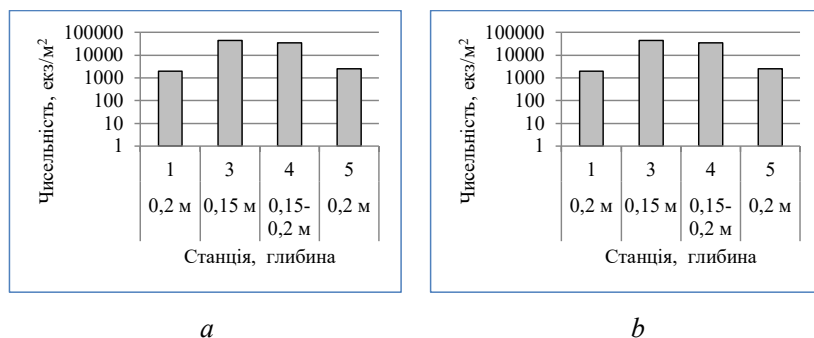 Чисельність, екз/м²
100000
10000
1000
100
10
1
1 3 4 5
0,2 м 0,15 м 0,15- 0,2 м
0,2 м
Станція, глибина
a
Чисельність, екз/м²
100000
10000
1000
100
10
1
1 3 4 5
0,2 м 0,15 м 0,15- 0,2 м
0,2 м
Станція, глибина
b